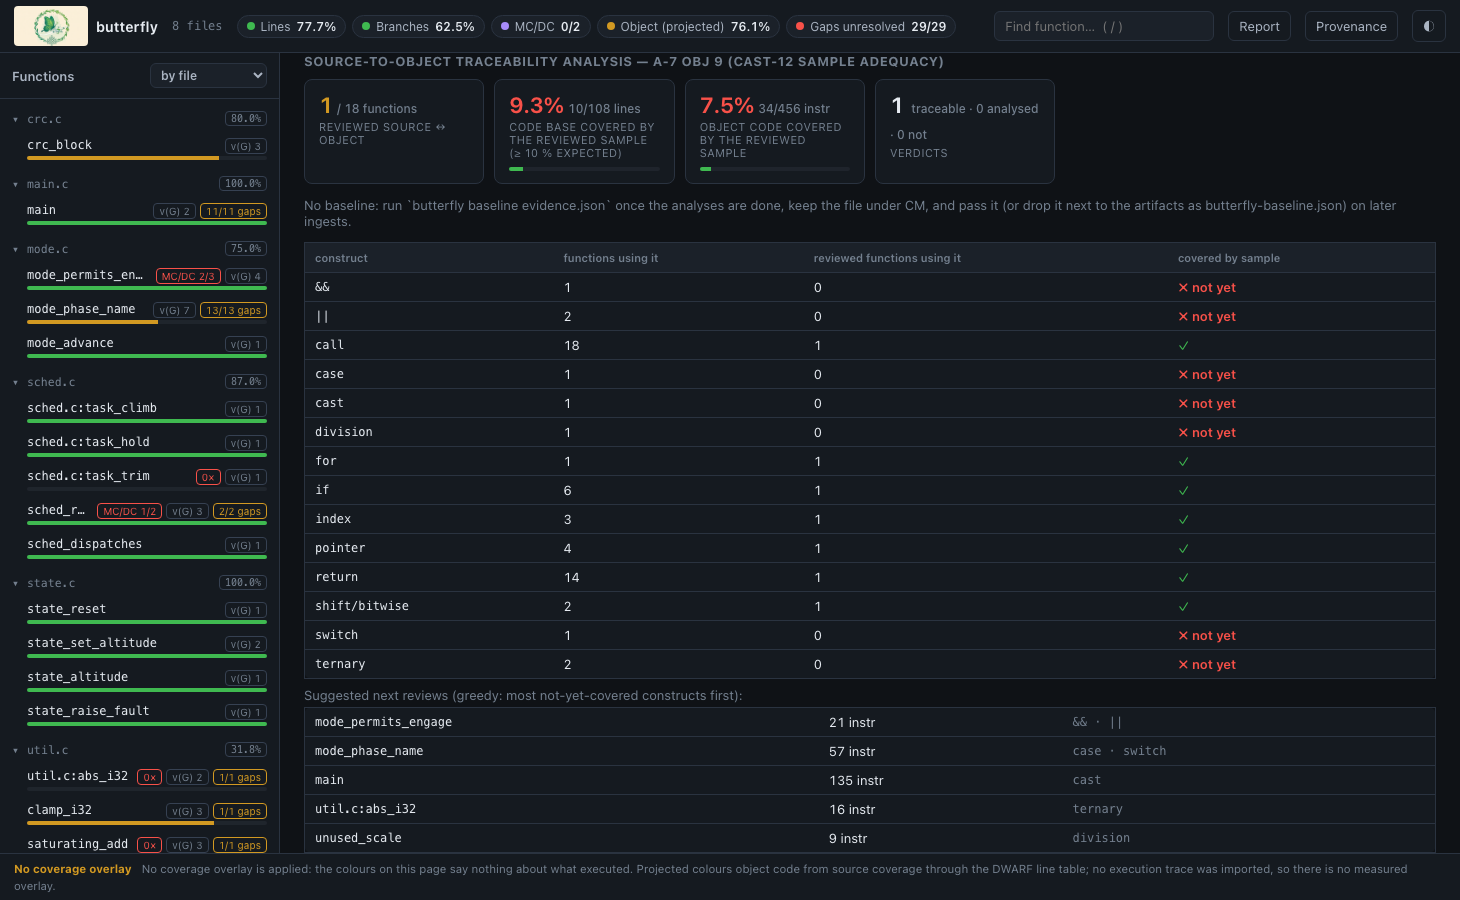 butterfly 8 files Lines 77.7% Branches 62.5% MC/DC 0/2 Object (projected) 76.1% Gaps unresolved 29/29 Find function... ( / ) Report Provenance
Functions by file
▾ crc.c 80.0%
crc_block v(G) 3
▾ main.c 100.0%
main v(G) 2 11/11 gaps
▾ mode.c 75.0%
mode_permits_en… MC/DC 2/3 v(G) 4
mode_phase_name v(G) 7 13/13 gaps
mode_advance v(G) 1
▾ sched.c 87.0%
sched.c:task_climb v(G) 1
sched.c:task_hold v(G) 1
sched.c:task_trim 0× v(G) 1
sched_r… MC/DC 1/2 v(G) 3 2/2 gaps
sched_dispatches v(G) 1
▾ state.c 100.0%
state_reset v(G) 1
state_set_altitude v(G) 2
state_altitude v(G) 1
state_raise_fault v(G) 1
▾ util.c 31.8%
util.c:abs_i32 0× v(G) 2 1/1 gaps
clamp_i32 v(G) 3 1/1 gaps
saturating_add 0× v(G) 3 1/1 gaps
SOURCE-TO-OBJECT TRACEABILITY ANALYSIS — A-7 OBJ 9 (CAST-12 SAMPLE ADEQUACY)
1 / 18 functions
REVIEWED SOURCE ↔
OBJECT
9.3% 10/108 lines
CODE BASE COVERED BY
THE REVIEWED SAMPLE
(≥ 10 % EXPECTED)
7.5% 34/456 instr
OBJECT CODE COVERED
BY THE REVIEWED
SAMPLE
1 traceable · 0 analysed
· 0 not
VERDICTS
No baseline: run `butterfly baseline evidence.json` once the analyses are done, keep the file under CM, and pass it (or drop it next to the artifacts as butterfly-baseline.json) on later
ingests.
construct functions using it reviewed functions using it covered by sample
&& 1 0 ✕ not yet
|| 2 0 ✕ not yet
call 18 1 ✓
case 1 0 ✕ not yet
cast 1 0 ✕ not yet
division 1 0 ✕ not yet
for 1 1 ✓
if 6 1 ✓
index 3 1 ✓
pointer 4 1 ✓
return 14 1 ✓
shift/bitwise 2 1 ✓
switch 1 0 ✕ not yet
ternary 2 0 ✕ not yet
Suggested next reviews (greedy: most not-yet-covered constructs first):
mode_permits_engage 21 instr && · ||
mode_phase_name 57 instr case · switch
main 135 instr cast
util.c:abs_i32 16 instr ternary
unused_scale 9 instr division
No coverage overlay No coverage overlay is applied: the colours on this page say nothing about what executed. Projected colours object code from source coverage through the DWARF line table; no execution trace was imported, so there is no measured
overlay.